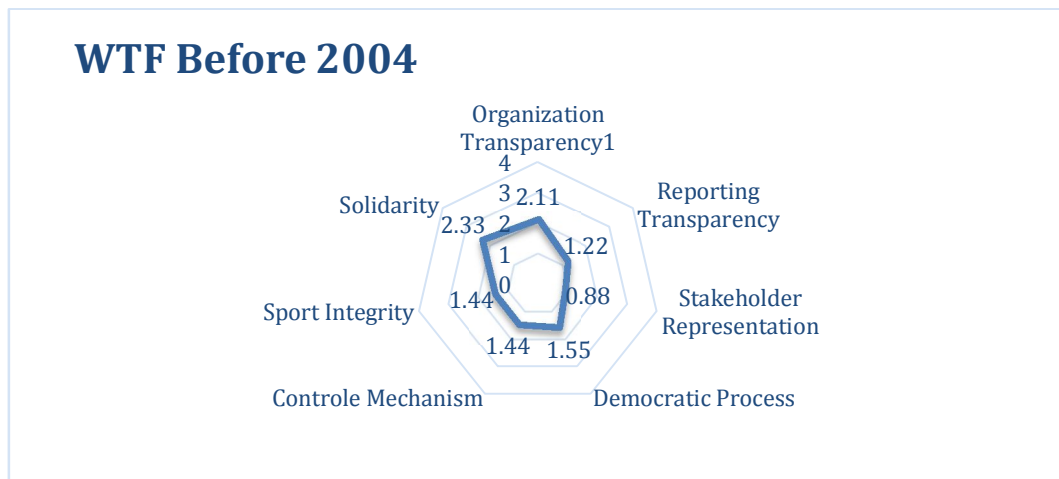 WTF Before 2004
Organization
Transparency1
4
3
2
1
0
2.11
Reporting
Transparency
1.22
Stakeholder
Representation
0.88
Democratic Process
1.55
Controle Mechanism
1.44
Sport Integrity
1.44
Solidarity
2.33